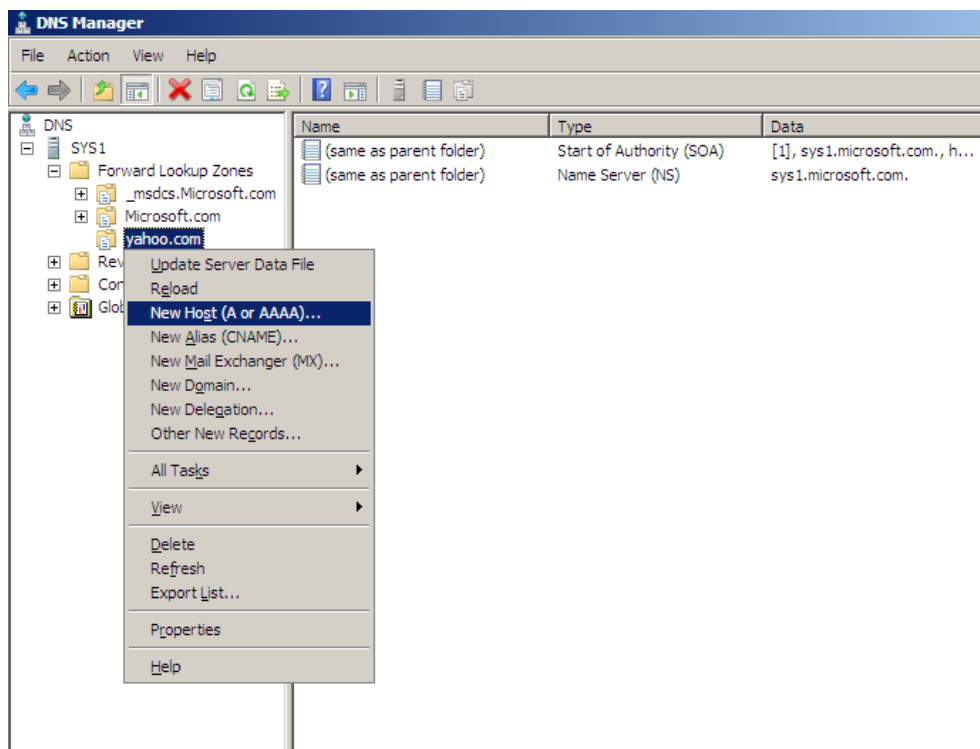 DNS Manager
File Action View Help
DNS
SYS1
Forward Lookup Zones
_msdcs.Microsoft.com
Microsoft.com
yahoo.com
Rev
Con
Glob
Name Type Data
(same as parent folder) Start of Authority (SOA) [1], sys1.microsoft.com., h...
(same as parent folder) Name Server (NS) sys1.microsoft.com.
Update Server Data File
Reload
New Host (A or AAAA)...
New Alias (CNAME)...
New Mail Exchanger (MX)...
New Domain...
New Delegation...
Other New Records...
All Tasks
View
Delete
Refresh
Export List...
Properties
Help